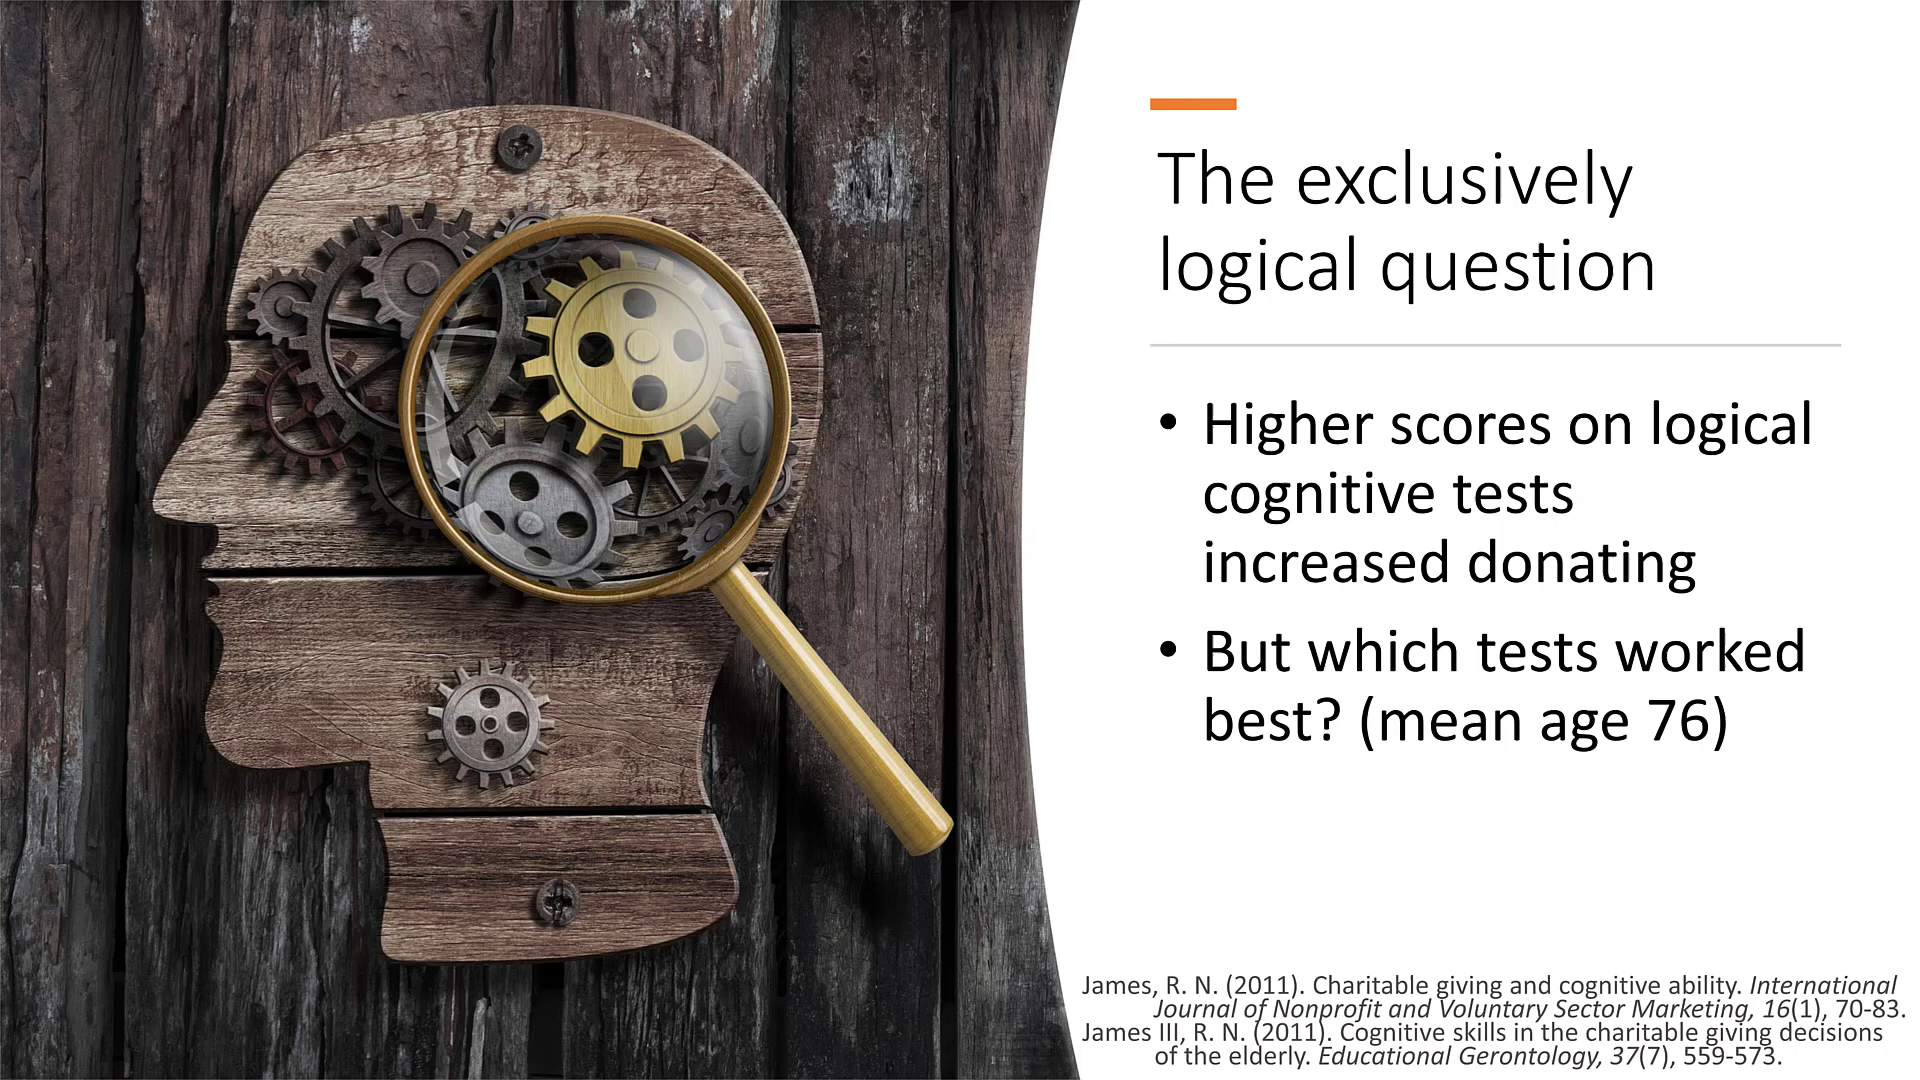 The exclusively
logical question
• Higher scores on logical
cognitive tests
increased donating
• But which tests worked
best? (mean age 76)
James, R. N. (2011). Charitable giving and cognitive ability. International
Journal of Nonprofit and Voluntary Sector Marketing, 16(1), 70-83.
James III, R. N. (2011). Cognitive skills in the charitable giving decisions
of the elderly. Educational Gerontology, 37(7), 559-573.